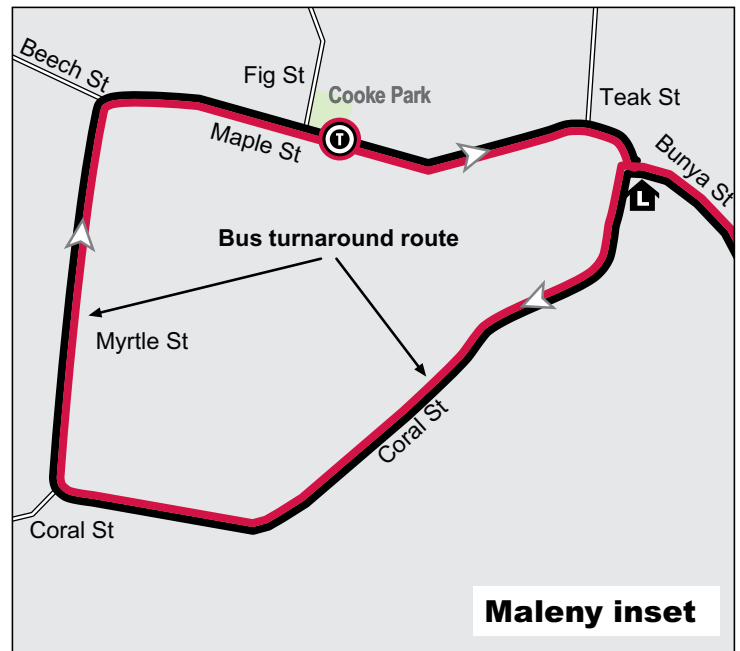 Beech St
Fig St
Cooke Park
Teak St
Maple St
T
Bunya St
L
Bus turnaround route
Myrtle St
Coral St
Coral St
Maleny inset